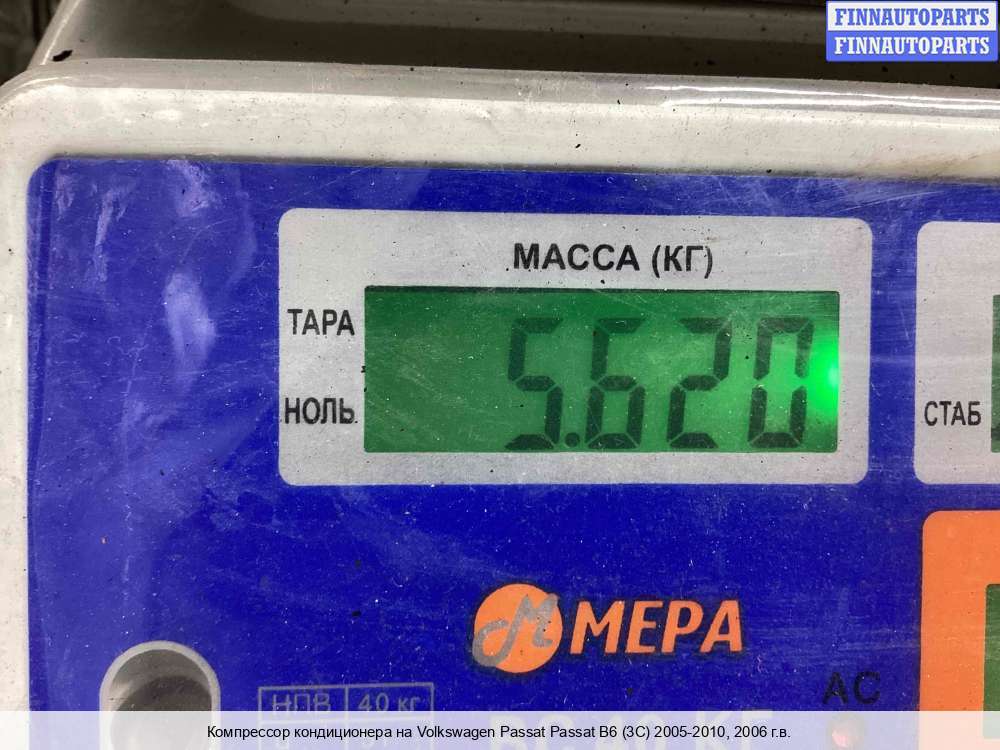 FINNAUTOPARTS
FINNAUTOPARTS
МАССА (КГ)
ТАРА
5.620
НОЛЬ
СТАБ
М МЕРА
АС
НПВ 40 кг
Компрессор кондиционера на Volkswagen Passat Passat B6 (3C) 2005-2010, 2006 г.в.